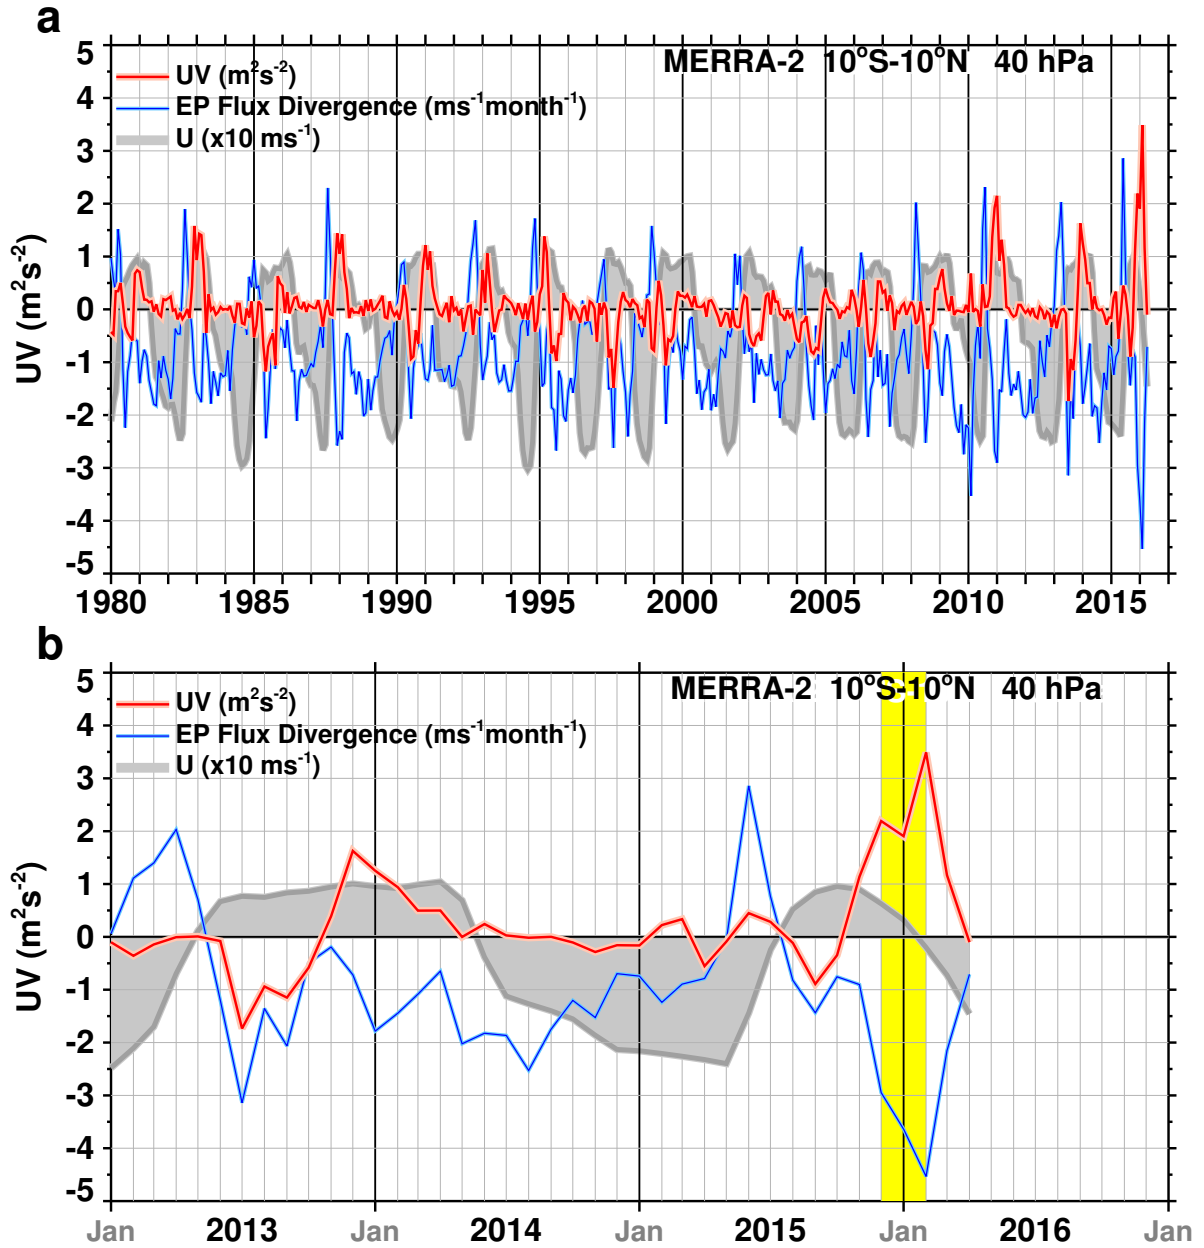 a
MERRA-2 10°S-10°N 40 hPa
UV (m²s⁻²)
EP Flux Divergence (ms⁻¹month⁻¹)
U (x10 ms⁻¹)
UV (m²s⁻²)
5
4
3
2
1
0
-1
-2
-3
-4
-5
1980 1985 1990 1995 2000 2005 2010 2015
b
MERRA-2 10°S-10°N 40 hPa
UV (m²s⁻²)
EP Flux Divergence (ms⁻¹month⁻¹)
U (x10 ms⁻¹)
UV (m²s⁻²)
5
4
3
2
1
0
-1
-2
-3
-4
-5
Jan 2013 Jan 2014 Jan 2015 Jan 2016 Jan